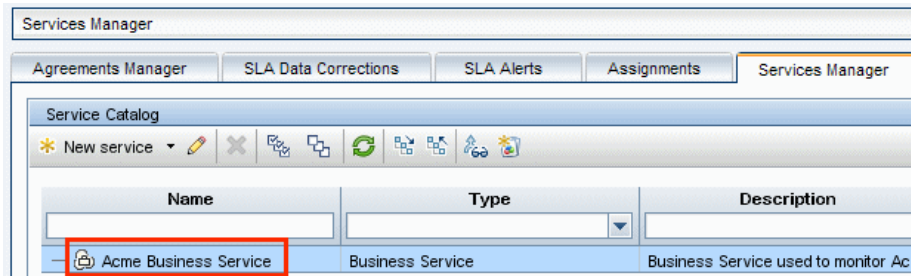 Services Manager
Agreements Manager SLA Data Corrections SLA Alerts Assignments Services Manager
Service Catalog
New service
Name Type Description
Acme Business Service Business Service Business Service used to monitor Ac